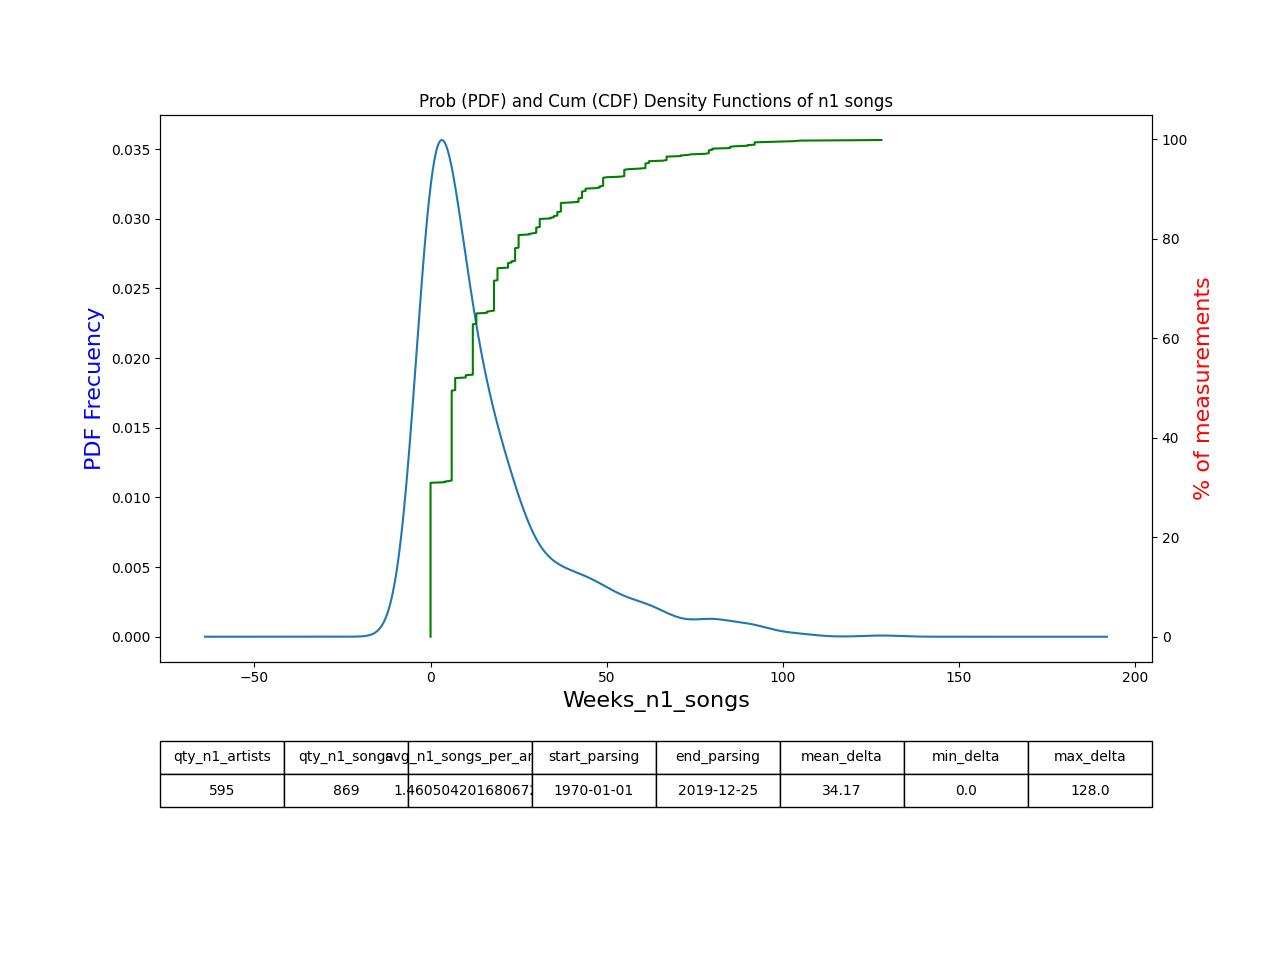 Prob (PDF) and Cum (CDF) Density Functions of n1 songs
0.035
0.030
0.025
0.020
0.015
0.010
0.005
0.000
PDF Frecuency
100
80
60
40
20
0
% of measurements
−50 0 50 100 150 200
Weeks_n1_songs
qty_n1_artists qty_n1_songs avg_n1_songs_per_ar start_parsing end_parsing mean_delta min_delta max_delta
595 869 1.460504201680672 1970-01-01 2019-12-25 34.17 0.0 128.0